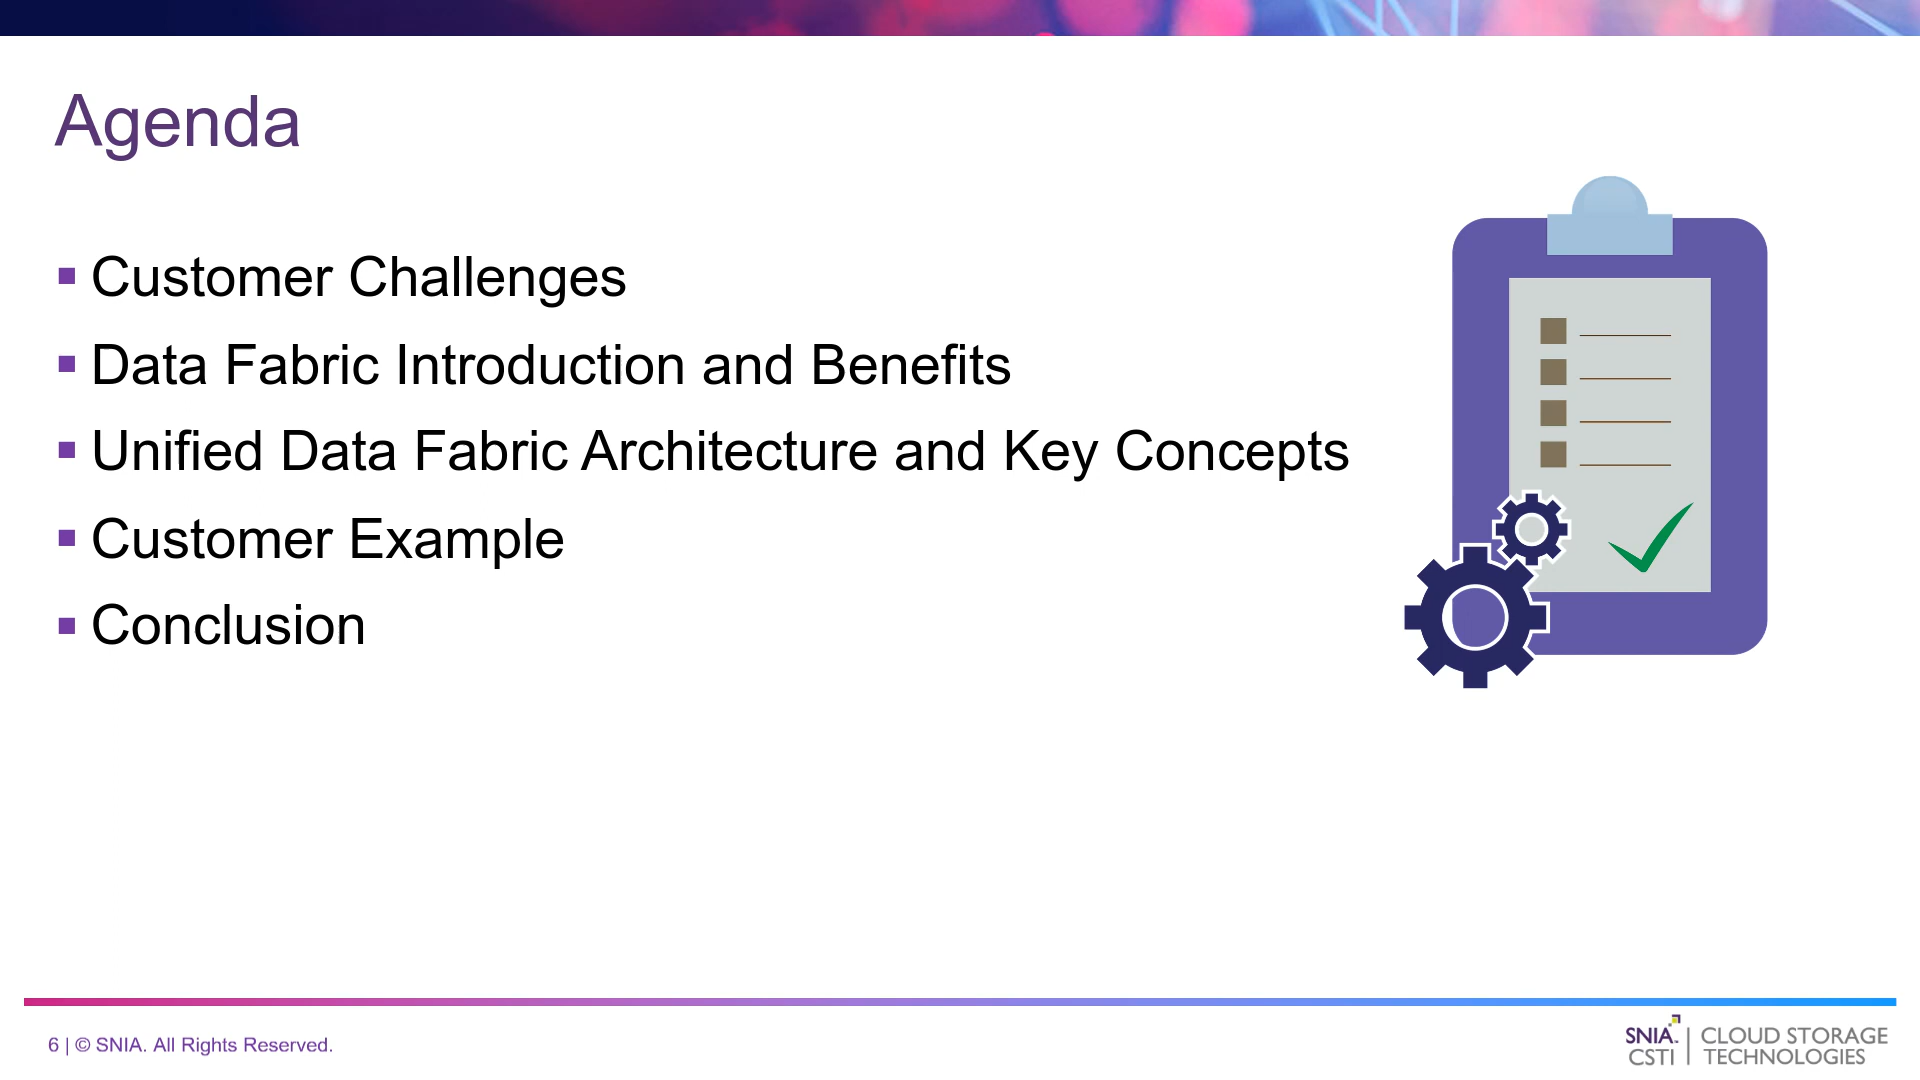 Agenda
▪ Customer Challenges
▪ Data Fabric Introduction and Benefits
▪ Unified Data Fabric Architecture and Key Concepts
▪ Customer Example
▪ Conclusion
6 | © SNIA. All Rights Reserved.
SNIA. | CLOUD STORAGE
CSTI | TECHNOLOGIES